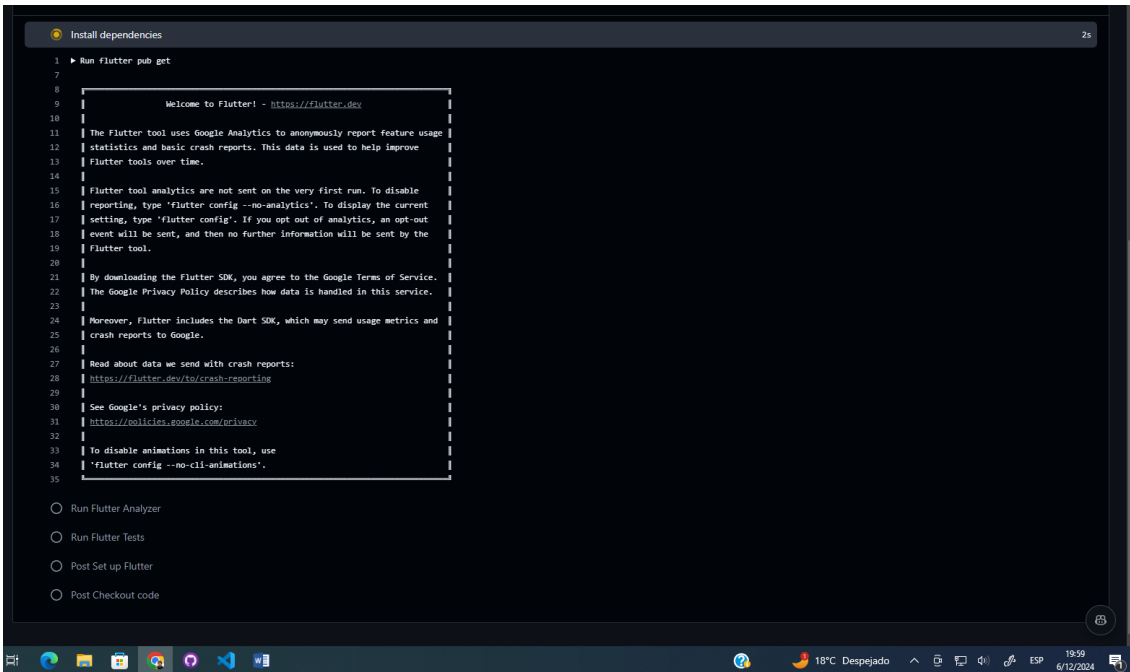 Install dependencies 2s
1 ▶ Run flutter pub get
7
8
9 Welcome to Flutter! - https://flutter.dev
10
11 The Flutter tool uses Google Analytics to anonymously report feature usage
12 statistics and basic crash reports. This data is used to help improve
13 Flutter tools over time.
14
15 Flutter tool analytics are not sent on the very first run. To disable
16 reporting, type 'flutter config --no-analytics'. To display the current
17 setting, type 'flutter config'. If you opt out of analytics, an opt-out
18 event will be sent, and then no further information will be sent by the
19 Flutter tool.
20
21 By downloading the Flutter SDK, you agree to the Google Terms of Service.
22 The Google Privacy Policy describes how data is handled in this service.
23
24 Moreover, Flutter includes the Dart SDK, which may send usage metrics and
25 crash reports to Google.
26
27 Read about data we send with crash reports:
28 https://flutter.dev/to/crash-reporting
29
30 See Google's privacy policy:
31 https://policies.google.com/privacy
32
33 To disable animations in this tool, use
34 'flutter config --no-cli-animations'.
35
Run Flutter Analyzer
Run Flutter Tests
Post Set up Flutter
Post Checkout code
18°C Despejado ESP 19:59
6/12/2024